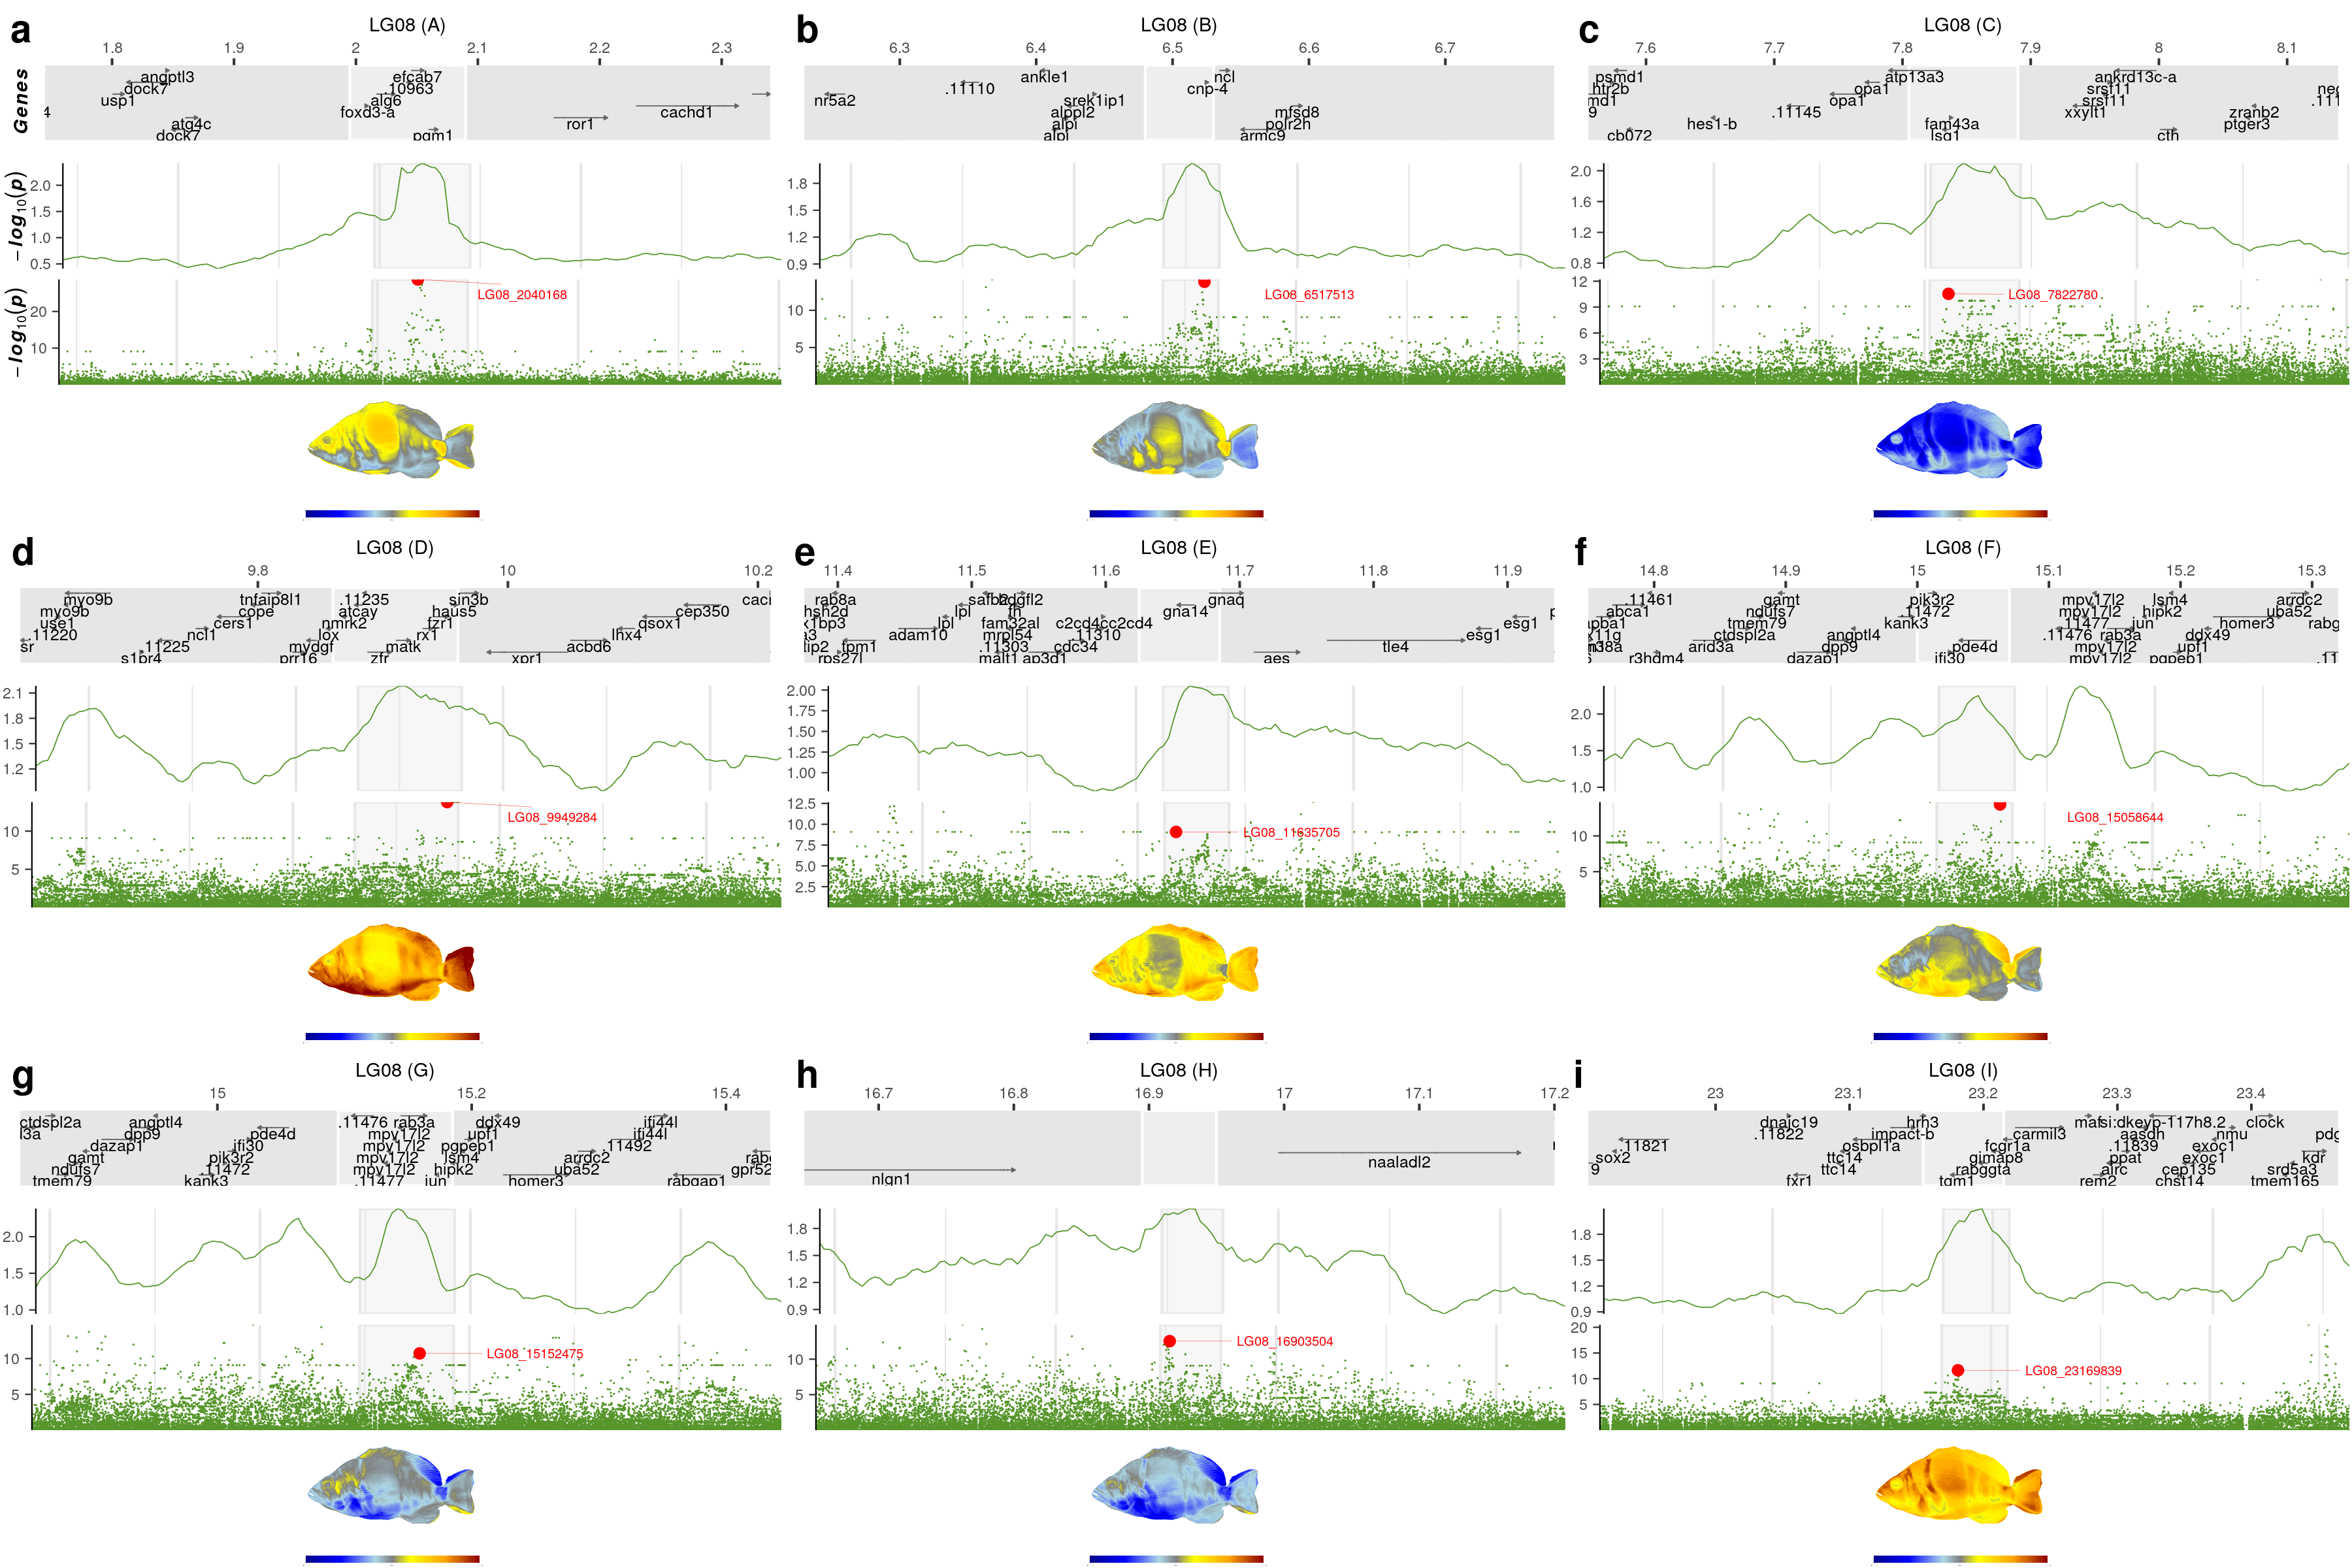 a LG08 (A)
1.8 1.9 2 2.1 2.2 2.3
Genes
angptl3 efcab7
dock7 .10963
usp1 alg6
4 foxd3-a cachd1
atg4c ror1
dock7 pgm1
−log10(p)
2.0
1.5
1.0
0.5
−log10(p)
20
10
LG08_2040168
b LG08 (B)
6.3 6.4 6.5 6.6 6.7
ankle1 ncl
.11110 cnp-4
nr5a2 srek1ip1
alppl2 mfsd8
alpi polr2h
alpi armc9
1.8
1.5
1.2
0.9
10
5
LG08_6517513
c LG08 (C)
7.6 7.7 7.8 7.9 8 8.1
psmd1 atp13a3 ankrd13c-a
htr2b opa1 srsf11
md1 opa1 srsf11 .111
9 .11145 xxylt1 zranb2
hes1-b fam43a ptger3
cb072 lsg1 cth
2.0
1.6
1.2
0.8
12
9
6
3
LG08_7822780
d LG08 (D)
9.8 10 10.2
myo9b tnfaip8l1 .11235 sin3b
myo9b cope atcay haus5 cep350
use1 cers1 nmrk2 fzr1 qsox1
.11220 ncl1 lox rx1 lhx4
sr .11225 mydgf matk acbd6
s1pr4 prr16 zfr xpr1
2.1
1.8
1.5
1.2
10
5
LG08_9949284
e LG08 (E)
11.4 11.5 11.6 11.7 11.8 11.9
rab8a gnaq
hsh2d lpl fh gna14
lpl fam32al c2cd4cc2cd4 esg1
adam10 mrpl54 .11310 esg1
tpm1 .11303 cdc34 tle4
rps27l malt1 ap3d1 aes
2.00
1.75
1.50
1.25
1.00
12.5
10.0
7.5
5.0
2.5
LG08_11635705
f LG08 (F)
14.8 14.9 15 15.1 15.2 15.3
.11461 gamt pik3r2 mpv17l2 lsm4 arrdc2
abca1 ndufs7 .11472 mpv17l2 hipk2 uba52
tmem79 kank3 .11477 jun homer3
ctdspl2a angptl4 .11476 rab3a ddx49
arid3a dpp9 pde4d mpv17l2 upf1
r3hdm4 dazap1 ifi30 mpv17l2 pgpep1 .11
2.0
1.5
1.0
10
5
LG08_15058644
g LG08 (G)
15 15.2 15.4
ctdspl2a angptl4 .11476 rab3a ddx49 ifi44l
l3a dpp9 pde4d mpv17l2 upf1 ifi44l
dazap1 ifi30 mpv17l2 pgpep1 .11492
gamt pik3r2 mpv17l2 lsm4 arrdc2
ndufs7 .11472 mpv17l2 hipk2 uba52 gpr52
tmem79 kank3 .11477 jun homer3 rabgap1
2.0
1.5
1.0
10
5
LG08_15152475
h LG08 (H)
16.7 16.8 16.9 17 17.1 17.2
naaladl2
nlgn1
1.8
1.5
1.2
0.9
10
5
LG08_16903504
i LG08 (I)
23 23.1 23.2 23.3 23.4
dnajc19 hrh3 mafsi:dkeyp-117h8.2 clock
.11822 impact-b carmil3 aasdh nmu
.11821 osbpl1a fcgr1a .11839 exoc1
sox2 ttc14 gimap8 ppat exoc1 kdr
9 ttc14 rabggta airc cep135 srd5a3
fxr1 tgm1 rem2 chst14 tmem165
1.8
1.5
1.2
0.9
20
15
10
5
LG08_23169839